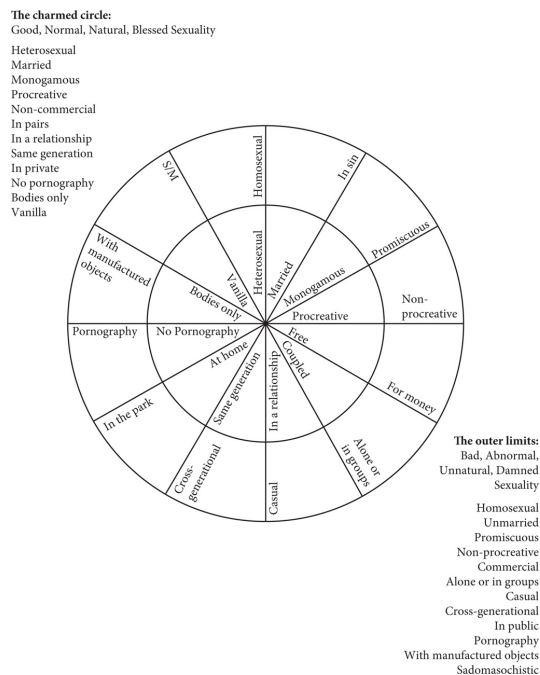 The charmed circle:
Good, Normal, Natural, Blessed Sexuality
Heterosexual
Married
Monogamous
Procreative
Non-commercial
In pairs
In a relationship
Same generation
In private
No pornography
Bodies only
Vanilla
Homosexual
In sin
Promiscuous
Non-
procreative
For money
Alone or
in groups
Casual
Cross-
generational
In the park
Pornography
With
manufactured
objects
S/M
Heterosexual
Married
Monogamous
Procreative
Free
Coupled
In a relationship
Same generation
At home
No Pornography
Bodies only
Vanilla
The outer limits:
Bad, Abnormal,
Unnatural, Damned
Sexuality
Homosexual
Unmarried
Promiscuous
Non-procreative
Commercial
Alone or in groups
Casual
Cross-generational
In public
Pornography
With manufactured objects
Sadomasochistic